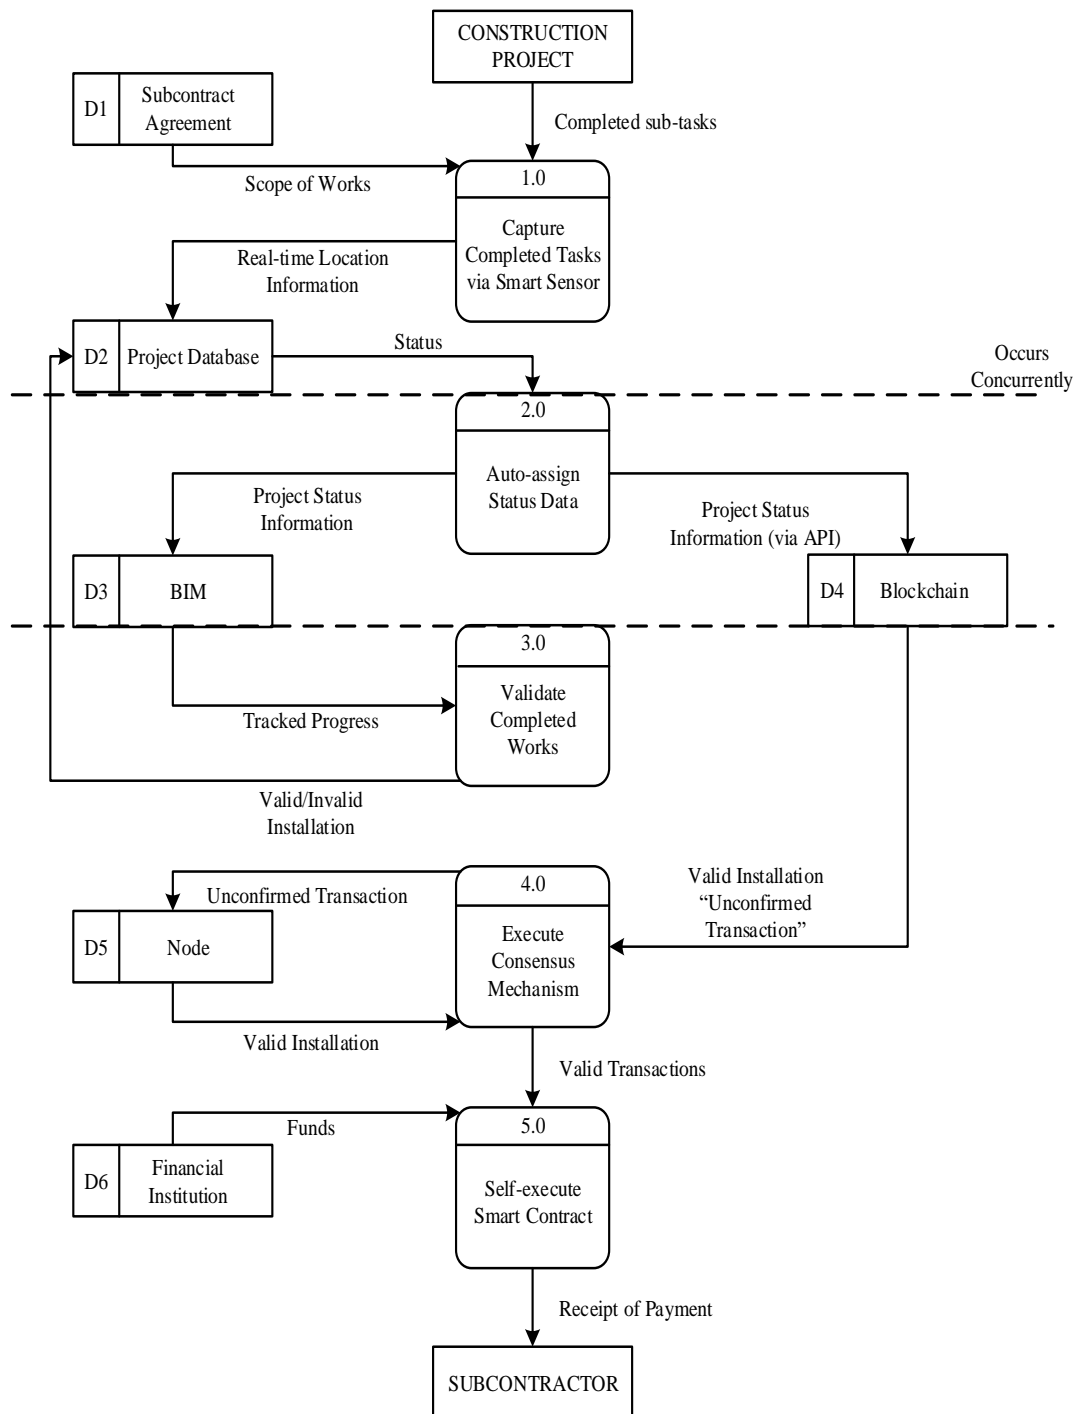 CONSTRUCTION
PROJECT
D1
Subcontract
Agreement
Completed sub-tasks
Scope of Works
1.0
Capture
Completed Tasks
via Smart Sensor
Real-time Location
Information
D2
Project Database
Status
Occurs
Concurrently
2.0
Auto-assign
Status Data
Project Status
Information
Project Status
Information (via API)
D3
BIM
D4
Blockchain
3.0
Validate
Completed
Works
Tracked Progress
Valid/Invalid
Installation
4.0
Execute
Consensus
Mechanism
Unconfirmed Transaction
Valid Installation
“Unconfirmed
Transaction”
D5
Node
Valid Installation
Valid Transactions
Funds
5.0
Self-execute
Smart Contract
D6
Financial
Institution
Receipt of Payment
SUBCONTRACTOR